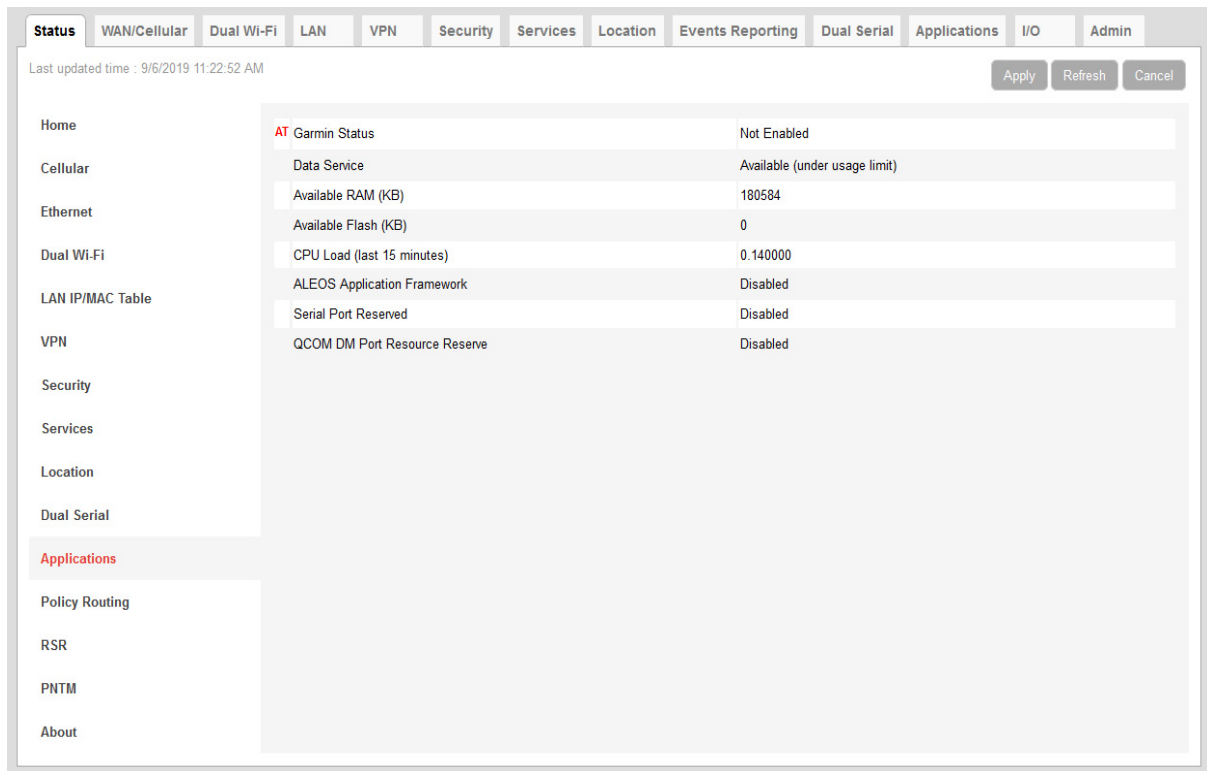 Status WAN/Cellular Dual Wi-Fi LAN VPN Security Services Location Events Reporting Dual Serial Applications I/O Admin
Last updated time : 9/6/2019 11:22:52 AM
Apply Refresh Cancel
Home
Cellular
Ethernet
Dual Wi-Fi
LAN IP/MAC Table
VPN
Security
Services
Location
Dual Serial
Applications
Policy Routing
RSR
PNTM
About
AT Garmin Status Not Enabled
Data Service Available (under usage limit)
Available RAM (KB) 180584
Available Flash (KB) 0
CPU Load (last 15 minutes) 0.140000
ALEOS Application Framework Disabled
Serial Port Reserved Disabled
QCOM DM Port Resource Reserve Disabled